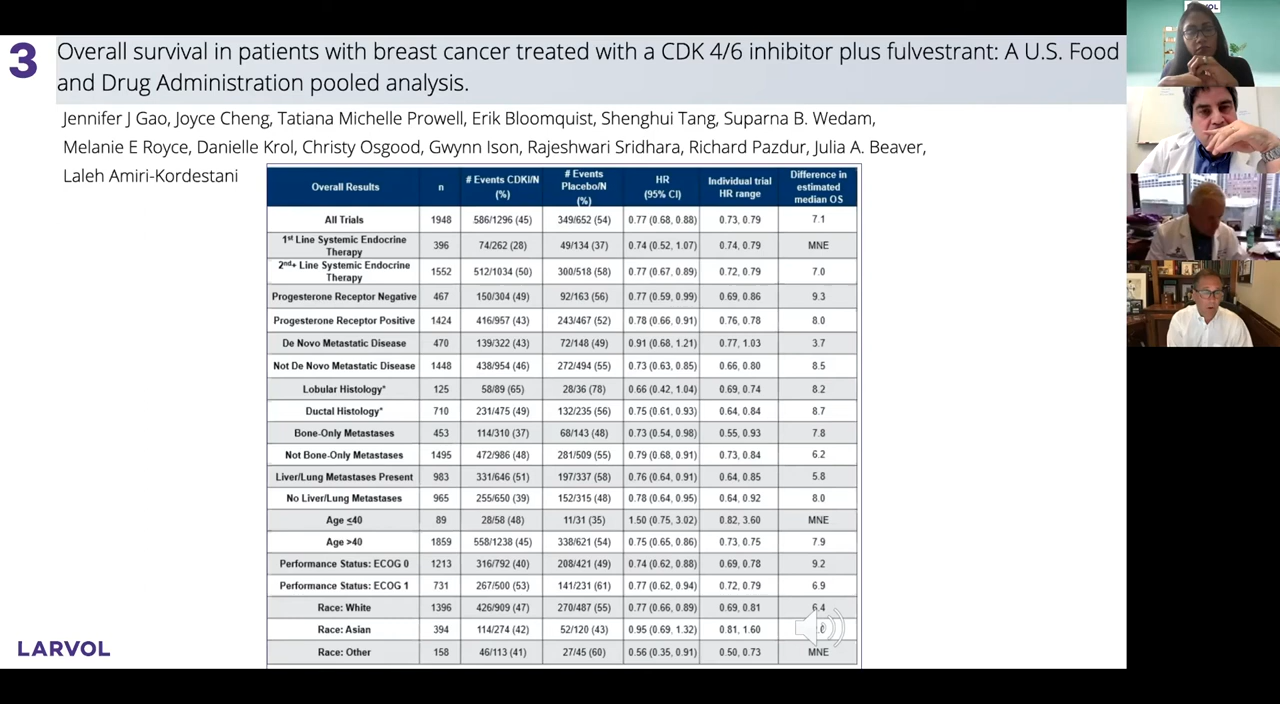 LARVOL
3
Overall survival in patients with breast cancer treated with a CDK 4/6 inhibitor plus fulvestrant: A U.S. Food
and Drug Administration pooled analysis.
Jennifer J Gao, Joyce Cheng, Tatiana Michelle Prowell, Erik Bloomquist, Shenghui Tang, Suparna B. Wedam,
Melanie E Royce, Danielle Krol, Christy Osgood, Gwynn Ison, Rajeshwari Sridhara, Richard Pazdur, Julia A. Beaver,
Laleh Amiri-Kordestani
Overall Results n # Events CDKI/N (%) # Events Placebo/N (%) HR (95% CI) Individual trial HR range Difference in estimated median OS
All Trials 1948 586/1296 (45) 349/652 (54) 0.77 (0.68, 0.88) 0.73, 0.79 7.1
1st Line Systemic Endocrine Therapy 396 74/262 (28) 49/134 (37) 0.74 (0.52, 1.07) 0.74, 0.79 MNE
2nd+ Line Systemic Endocrine Therapy 1552 512/1034 (50) 300/518 (58) 0.77 (0.67, 0.89) 0.72, 0.79 7.0
Progesterone Receptor Negative 467 150/304 (49) 92/163 (56) 0.77 (0.59, 0.99) 0.69, 0.86 9.3
Progesterone Receptor Positive 1424 416/957 (43) 243/467 (52) 0.78 (0.66, 0.91) 0.76, 0.78 8.0
De Novo Metastatic Disease 470 139/322 (43) 72/148 (49) 0.91 (0.68, 1.21) 0.77, 1.03 3.7
Not De Novo Metastatic Disease 1448 438/954 (46) 272/494 (55) 0.73 (0.63, 0.85) 0.66, 0.80 8.5
Lobular Histology* 125 58/89 (65) 28/36 (78) 0.66 (0.42, 1.04) 0.69, 0.74 8.2
Ductal Histology* 710 231/475 (49) 132/235 (56) 0.75 (0.61, 0.93) 0.64, 0.84 8.7
Bone-Only Metastases 453 114/310 (37) 68/143 (48) 0.73 (0.54, 0.98) 0.55, 0.93 7.8
Not Bone-Only Metastases 1495 472/986 (48) 281/509 (55) 0.79 (0.68, 0.91) 0.73, 0.84 6.2
Liver/Lung Metastases Present 983 331/646 (51) 197/337 (58) 0.76 (0.64, 0.91) 0.64, 0.85 5.8
No Liver/Lung Metastases 965 255/650 (39) 152/315 (48) 0.78 (0.64, 0.95) 0.64, 0.92 8.0
Age ≤40 89 28/58 (48) 11/31 (35) 1.50 (0.75, 3.02) 0.82, 3.60 MNE
Age >40 1859 558/1238 (45) 338/621 (54) 0.75 (0.65, 0.86) 0.73, 0.75 7.9
Performance Status: ECOG 0 1213 316/792 (40) 208/421 (49) 0.74 (0.62, 0.88) 0.69, 0.78 9.2
Performance Status: ECOG 1 731 267/500 (53) 141/231 (61) 0.77 (0.62, 0.94) 0.72, 0.79 6.9
Race: White 1396 426/909 (47) 270/487 (55) 0.77 (0.66, 0.89) 0.69, 0.81 6.4
Race: Asian 394 114/274 (42) 52/120 (43) 0.95 (0.69, 1.32) 0.81, 1.60
Race: Other 158 46/113 (41) 27/45 (60) 0.56 (0.35, 0.91) 0.50, 0.73 MNE
LARVOL